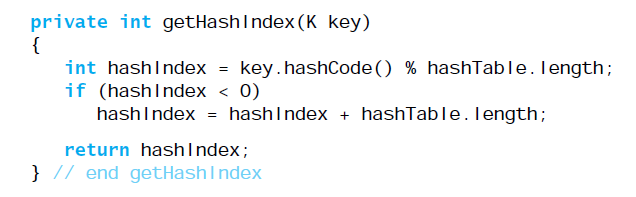 private int getHashIndex(K key)
{
int hashIndex = key.hashCode() % hashTable.length;
if (hashIndex < 0)
hashIndex = hashIndex + hashTable.length;
return hashIndex;
} // end getHashIndex